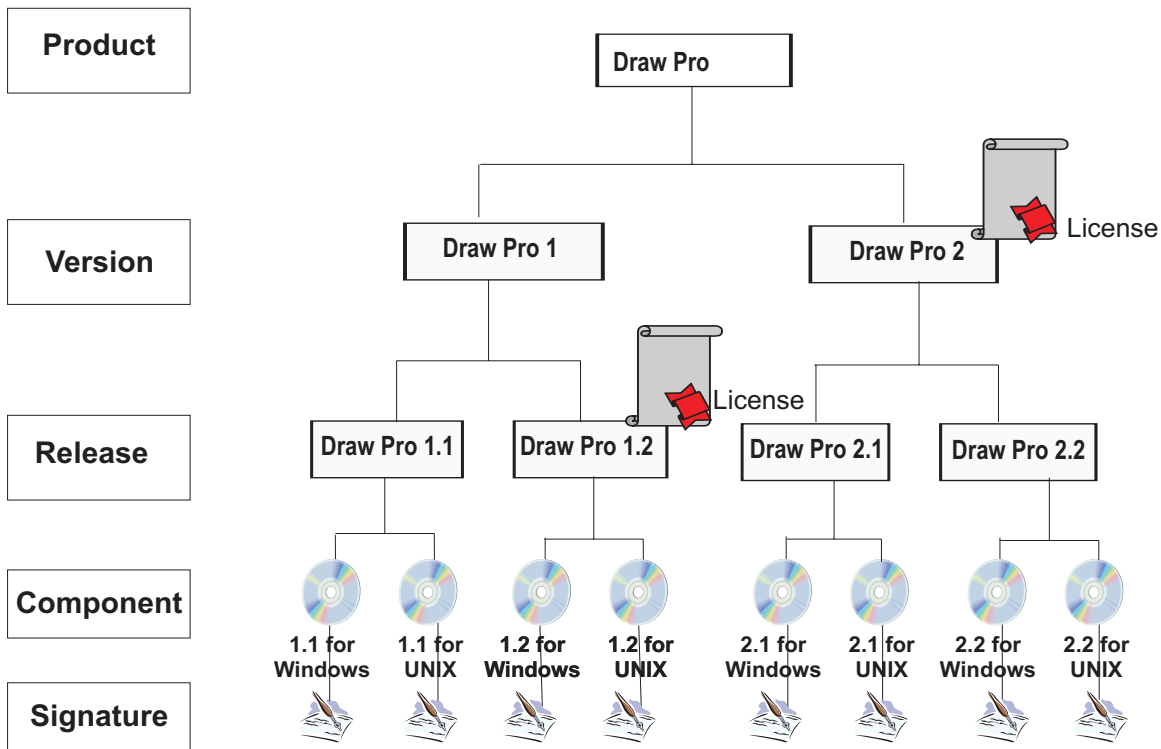 Product
Draw Pro
License
Version
Draw Pro 1
Draw Pro 2
License
Release
Draw Pro 1.1
Draw Pro 1.2
Draw Pro 2.1
Draw Pro 2.2
Component
1.1 for
Windows
1.1 for
UNIX
1.2 for
Windows
1.2 for
UNIX
2.1 for
Windows
2.1 for
UNIX
2.2 for
Windows
2.2 for
UNIX
Signature